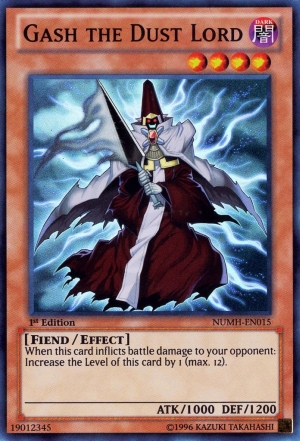 GASH THE DUST LORD
DARK
闇
1st Edition
NUMH-EN015
[FIEND / EFFECT]
When this card inflicts battle damage to your opponent:
Increase the Level of this card by 1 (max. 12).
ATK/1000 DEF/1200
19012345
©1996 KAZUKI TAKAHASHI